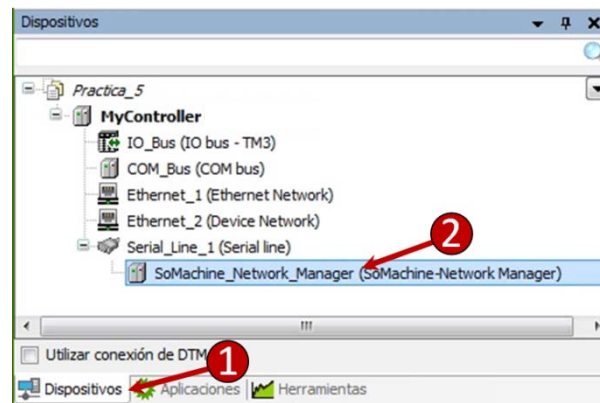 Dispositivos
Practica_5
MyController
IO_Bus (IO bus - TM3)
COM_Bus (COM bus)
Ethernet_1 (Ethernet Network)
Ethernet_2 (Device Network)
Serial_Line_1 (Serial line)
2
SoMachine_Network_Manager (SoMachine-Network Manager)
Utilizar conexión de DTM
1
Dispositivos Aplicaciones Herramientas